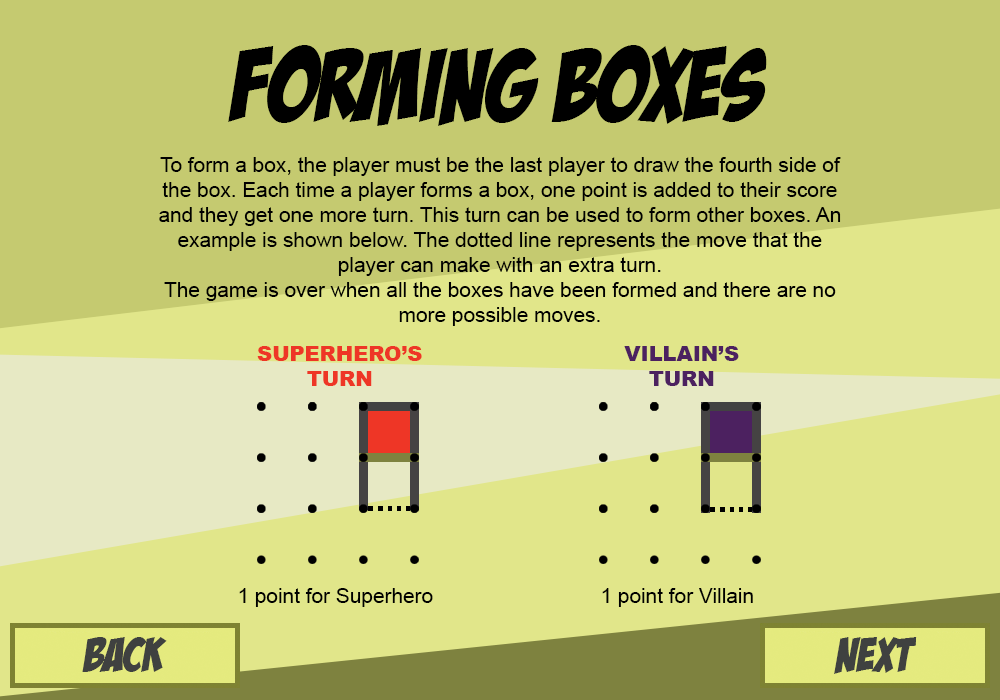 FORMING BOXES
To form a box, the player must be the last player to draw the fourth side of
the box. Each time a player forms a box, one point is added to their score
and they get one more turn. This turn can be used to form other boxes. An
example is shown below. The dotted line represents the move that the
player can make with an extra turn.
The game is over when all the boxes have been formed and there are no
more possible moves.
SUPERHERO'S
TURN
VILLAIN'S
TURN
1 point for Superhero
1 point for Villain
BACK
NEXT